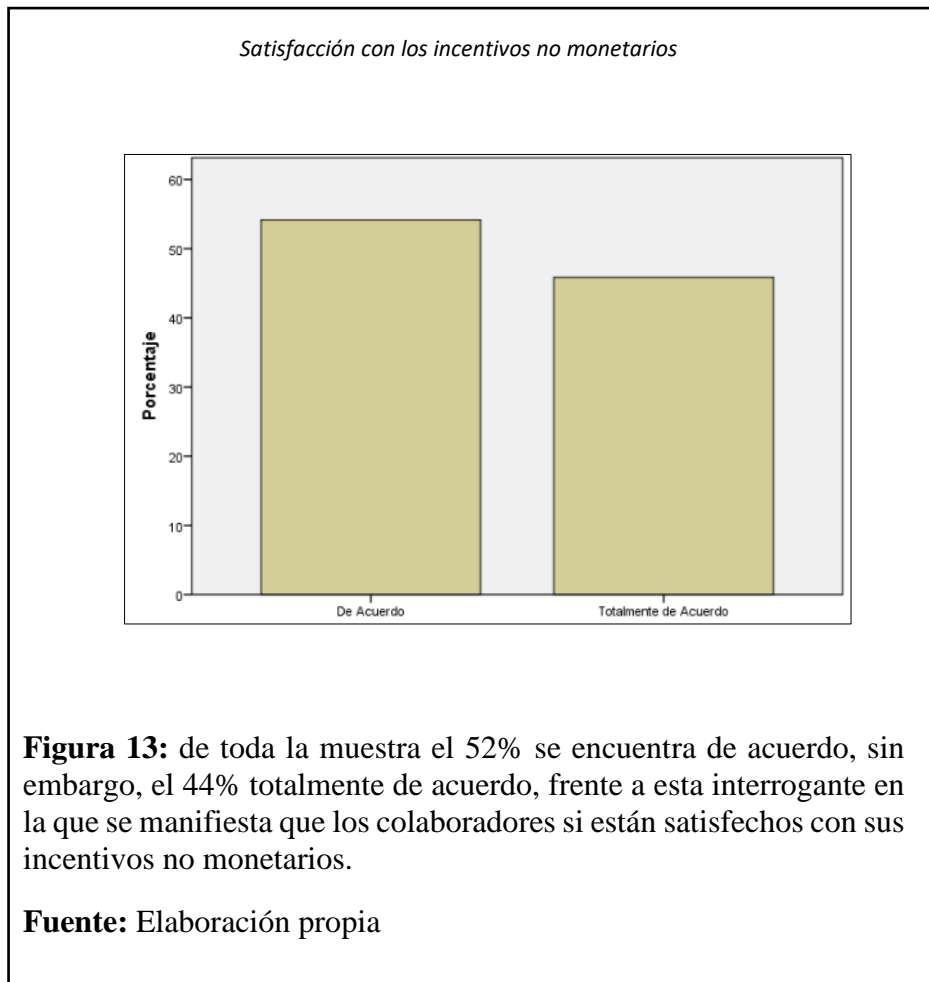 Satisfacción con los incentivos no monetarios
60
50
40
30
20
10
0
Porcentaje
De Acuerdo
Totalmente de Acuerdo
Figura 13: de toda la muestra el 52% se encuentra de acuerdo, sin
embargo, el 44% totalmente de acuerdo, frente a esta interrogante en
la que se manifiesta que los colaboradores si están satisfechos con sus
incentivos no monetarios.
Fuente: Elaboración propia